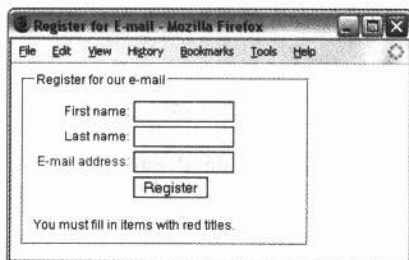 Register for E-mail - Mozilla Firefox
File Edit View History Bookmarks Tools Help
Register for our e-mail
First name:
Last name:
E-mail address:
Register
You must fill in items with red titles.